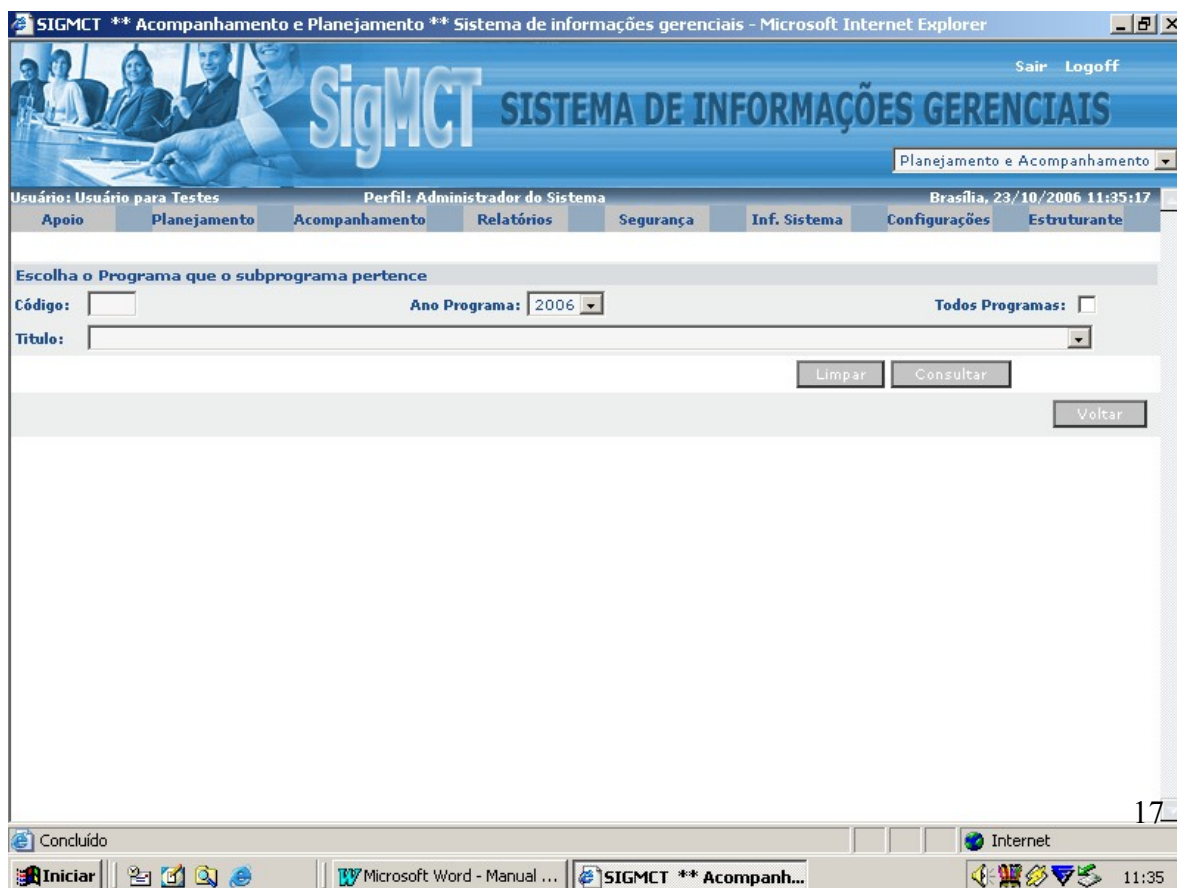 SIGMCT ** Acompanhamento e Planejamento ** Sistema de informações gerenciais - Microsoft Internet Explorer
Sair Logoff
SigMCT SISTEMA DE INFORMAÇÕES GERENCIAIS
Planejamento e Acompanhamento
Usuário: Usuário para Testes Perfil: Administrador do Sistema Brasília, 23/10/2006 11:35:17
Apoio Planejamento Acompanhamento Relatórios Segurança Inf. Sistema Configurações Estruturante
Escolha o Programa que o subprograma pertence
Código: Ano Programa: 2006 Todos Programas:
Titulo:
Limpar Consultar
Voltar
17
Concluído Internet
Iniciar Microsoft Word - Manual ... SIGMCT ** Acompanh... 11:35